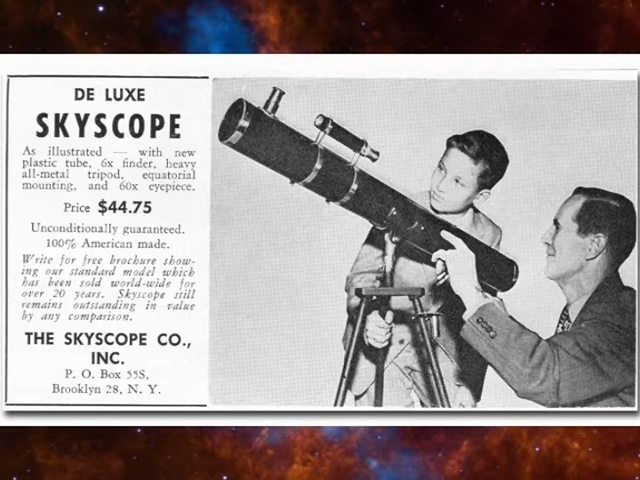 DE LUXE
SKYSCOPE
As illustrated — with new
plastic tube, 6x finder, heavy
all-metal tripod, equatorial
mounting, and 60x eyepiece.
Price $44.75
Unconditionally guaranteed.
100% American made.
Write for free brochure show-
ing our standard model which
has been sold world-wide for
over 20 years. Skyscope still
remains outstanding in value
by any comparison.
THE SKYSCOPE CO.,
INC.
P. O. Box 55S,
Brooklyn 28, N. Y.